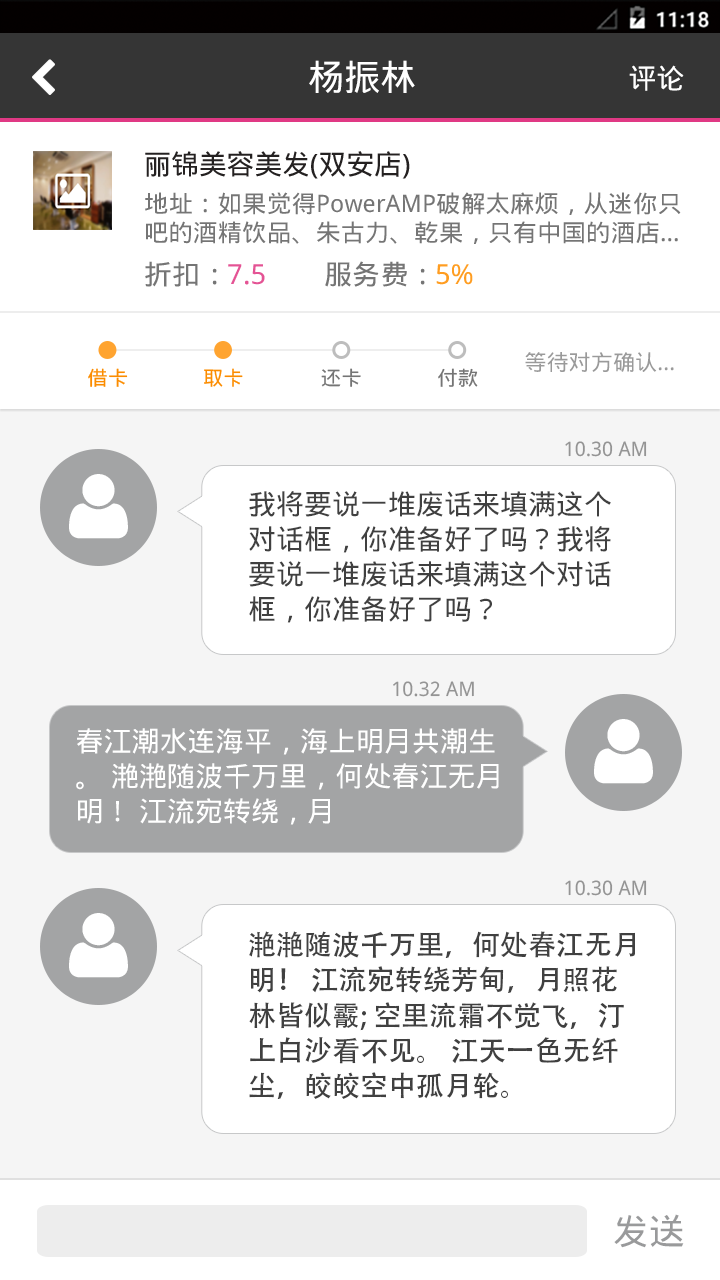 11:18
杨振林
评论
丽锦美容美发(双安店)
地址：如果觉得PowerAMP破解太麻烦，从迷你只
吧的酒精饮品、朱古力、乾果，只有中国的酒店...
折扣：7.5 服务费：5%
借卡 取卡 还卡 付款 等待对方确认...
10.30 AM
我将要说一堆废话来填满这个
对话框，你准备好了吗？我将
要说一堆废话来填满这个对话
框，你准备好了吗？
10.32 AM
春江潮水连海平，海上明月共潮生
。 滟滟随波千万里，何处春江无月
明！ 江流宛转绕，月
10.30 AM
滟滟随波千万里，何处春江无月
明！ 江流宛转绕芳甸，月照花
林皆似霰; 空里流霜不觉飞，汀
上白沙看不见。 江天一色无纤
尘，皎皎空中孤月轮。
发送